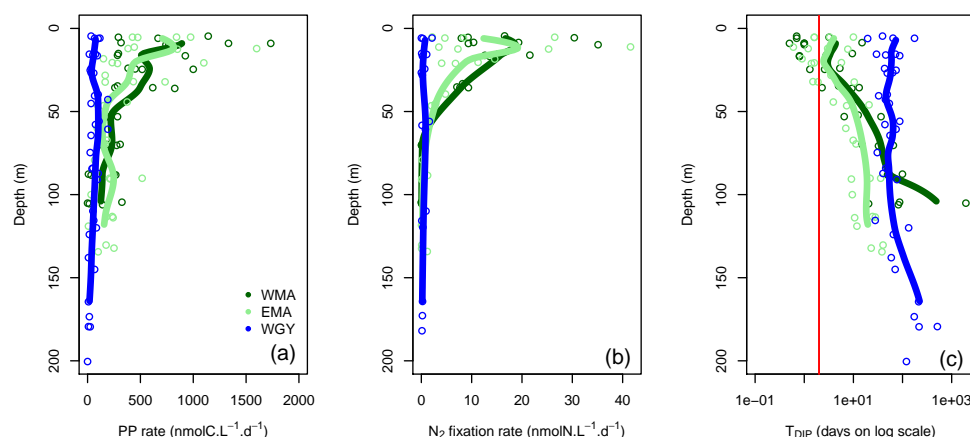 0
50
100
150
200
Depth (m)
0 500 1000 1500 2000
PP rate (nmolC.L⁻¹.d⁻¹)
WMA
EMA
WGY
(a)
0
50
100
150
200
Depth (m)
0 10 20 30 40
N₂ fixation rate (nmolN.L⁻¹.d⁻¹)
(b)
0
50
100
150
200
Depth (m)
1e−01 1e+01 1e+03
T_DIP (days on log scale)
(c)